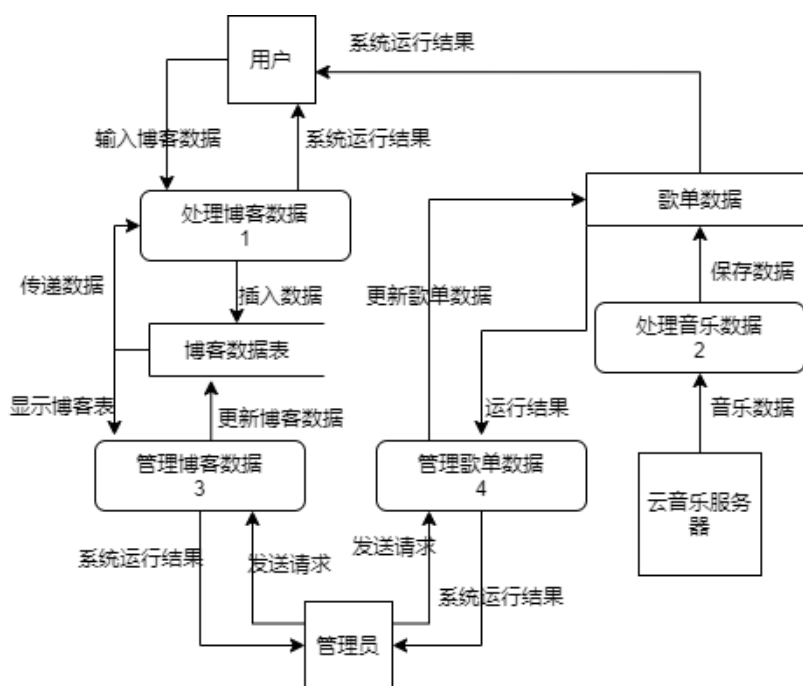 系统运行结果
用户
输入博客数据
系统运行结果
处理博客数据
1
歌单数据
传递数据
插入数据
更新歌单数据
保存数据
博客数据表
处理音乐数据
2
显示博客表
更新博客数据
运行结果
音乐数据
管理博客数据
3
管理歌单数据
4
云音乐服务
器
系统运行结果
发送请求
发送请求
系统运行结果
管理员